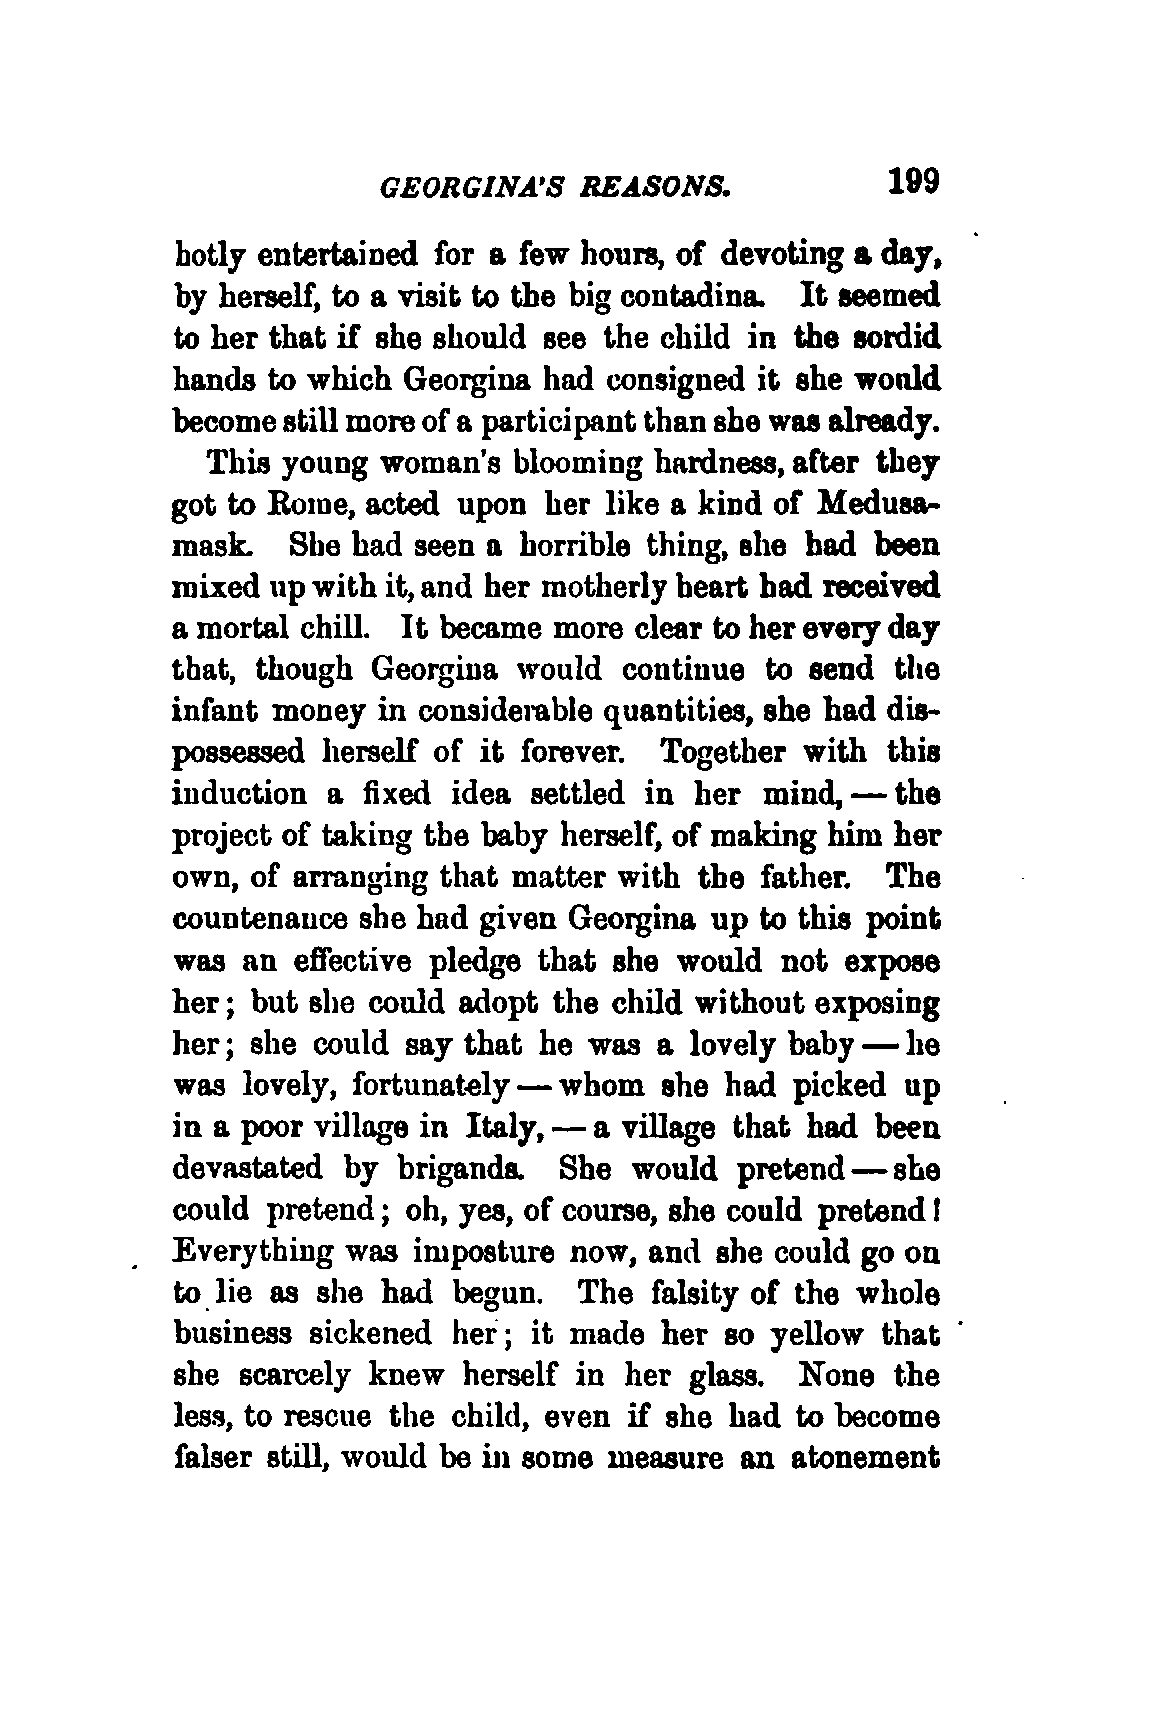 GEORGINA'S REASONS. 199
hotly entertained for a few hours, of devoting a day,
by herself, to a visit to the big contadina. It seemed
to her that if she should see the child in the sordid
hands to which Georgina had consigned it she would
become still more of a participant than she was already.
This young woman's blooming hardness, after they
got to Rome, acted upon her like a kind of Medusa-
mask. She had seen a horrible thing, she had been
mixed up with it, and her motherly heart had received
a mortal chill. It became more clear to her every day
that, though Georgina would continue to send the
infant money in considerable quantities, she had dis-
possessed herself of it forever. Together with this
induction a fixed idea settled in her mind, — the
project of taking the baby herself, of making him her
own, of arranging that matter with the father. The
countenance she had given Georgina up to this point
was an effective pledge that she would not expose
her; but she could adopt the child without exposing
her; she could say that he was a lovely baby — he
was lovely, fortunately — whom she had picked up
in a poor village in Italy, — a village that had been
devastated by brigands. She would pretend — she
could pretend; oh, yes, of course, she could pretend!
Everything was imposture now, and she could go on
to lie as she had begun. The falsity of the whole
business sickened her; it made her so yellow that
she scarcely knew herself in her glass. None the
less, to rescue the child, even if she had to become
falser still, would be in some measure an atonement